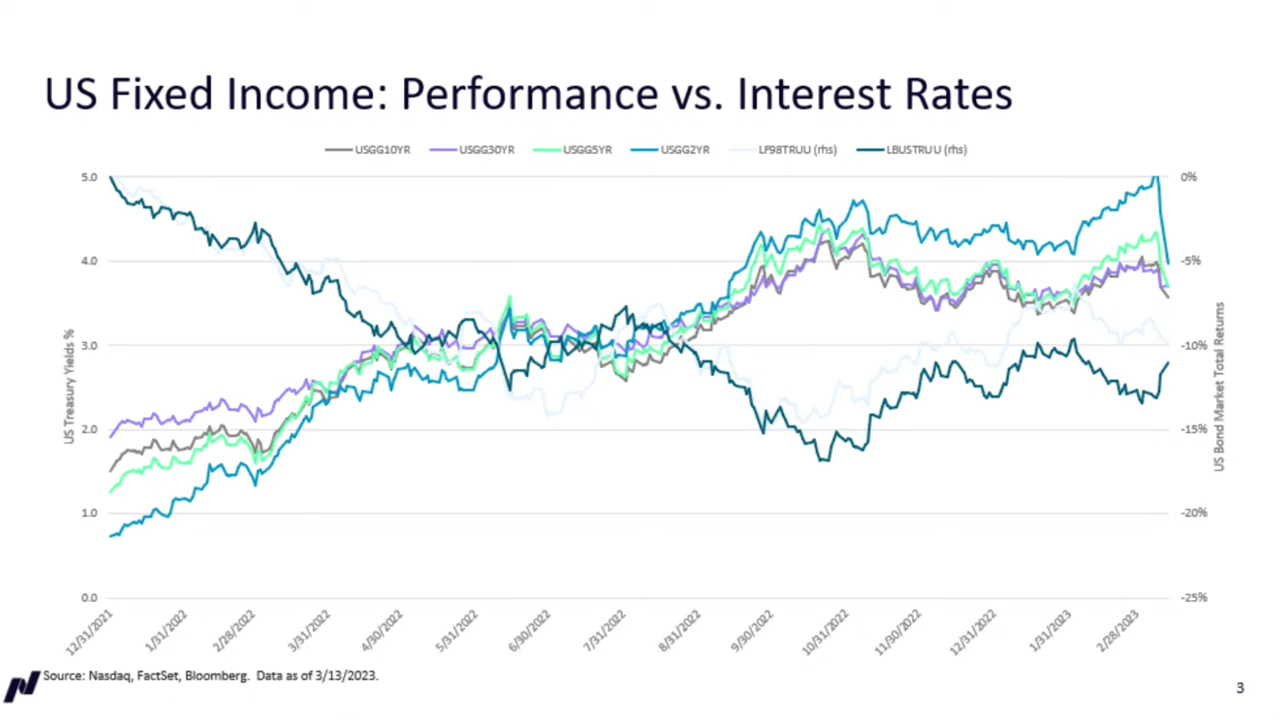 US Fixed Income: Performance vs. Interest Rates
USGG10YR USGG30YR USGG5YR USGG2YR LF98TRUU (rhs) LBUSTRUU (rhs)
5.0
4.0
3.0
2.0
1.0
0.0
US Treasury Yields %
0%
-5%
-10%
-15%
-20%
-25%
US Bond Market Total Returns
12/31/2021 1/31/2022 2/28/2022 3/31/2022 4/30/2022 5/31/2022 6/30/2022 7/31/2022 8/31/2022 9/30/2022 10/31/2022 11/30/2022 12/31/2022 1/31/2023 2/28/2023
Source: Nasdaq, FactSet, Bloomberg. Data as of 3/13/2023.
3